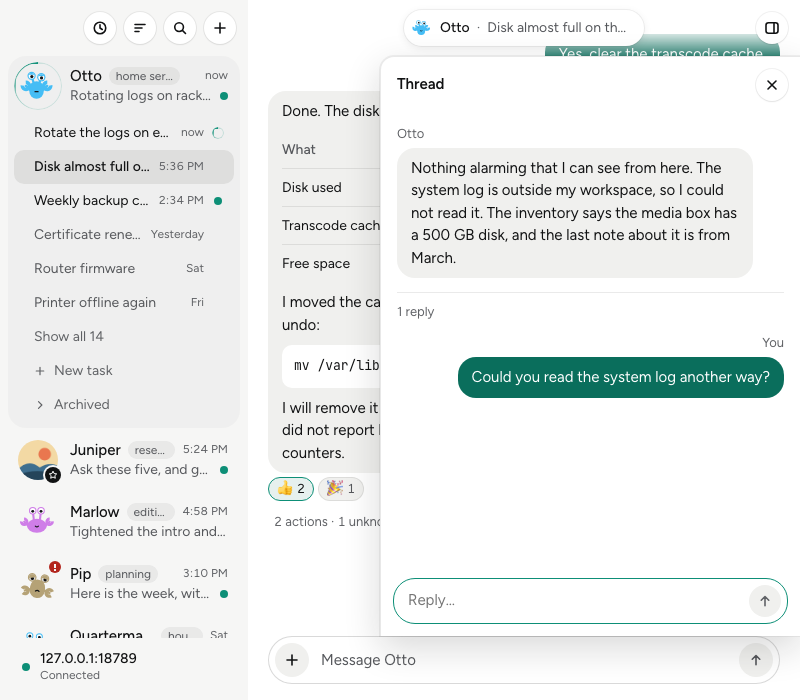 Otto home ser... now
Rotating logs on rack...
Rotate the logs on e... now
Disk almost full o... 5:36 PM
Weekly backup c... 2:34 PM
Certificate rene... Yesterday
Router firmware Sat
Printer offline again Fri
Show all 14
New task
Archived
Juniper rese... 5:24 PM
Ask these five, and g...
Marlow editi... 4:58 PM
Tightened the intro and...
Pip planning 3:10 PM
Here is the week, wit...
Quarterma hou... Sat
127.0.0.1:18789
Connected
Otto · Disk almost full on th...
Yes, clear the transcode cache
Done. The disk
What
Disk used
Transcode cach
Free space
I moved the ca
undo:
mv /var/lib
I will remove it
did not report
counters.
👍 2 🎉 1
2 actions · 1 unkno
Thread
Otto
Nothing alarming that I can see from here. The
system log is outside my workspace, so I could
not read it. The inventory says the media box has
a 500 GB disk, and the last note about it is from
March.
1 reply
You
Could you read the system log another way?
Reply...
Message Otto